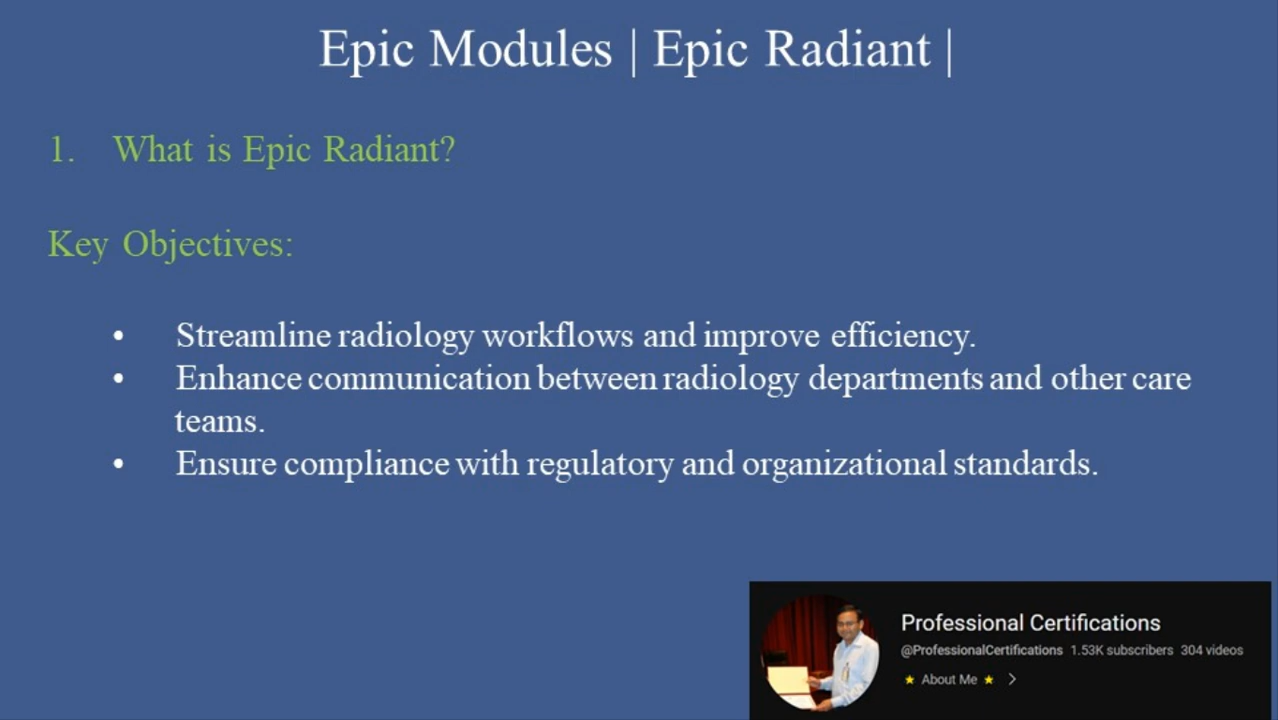 Epic Modules | Epic Radiant |
1. What is Epic Radiant?
Key Objectives:
• Streamline radiology workflows and improve efficiency.
• Enhance communication between radiology departments and other care
teams.
• Ensure compliance with regulatory and organizational standards.
Professional Certifications
@ProfessionalCertifications 1.53K subscribers 304 videos
⭐ About Me ⭐ >